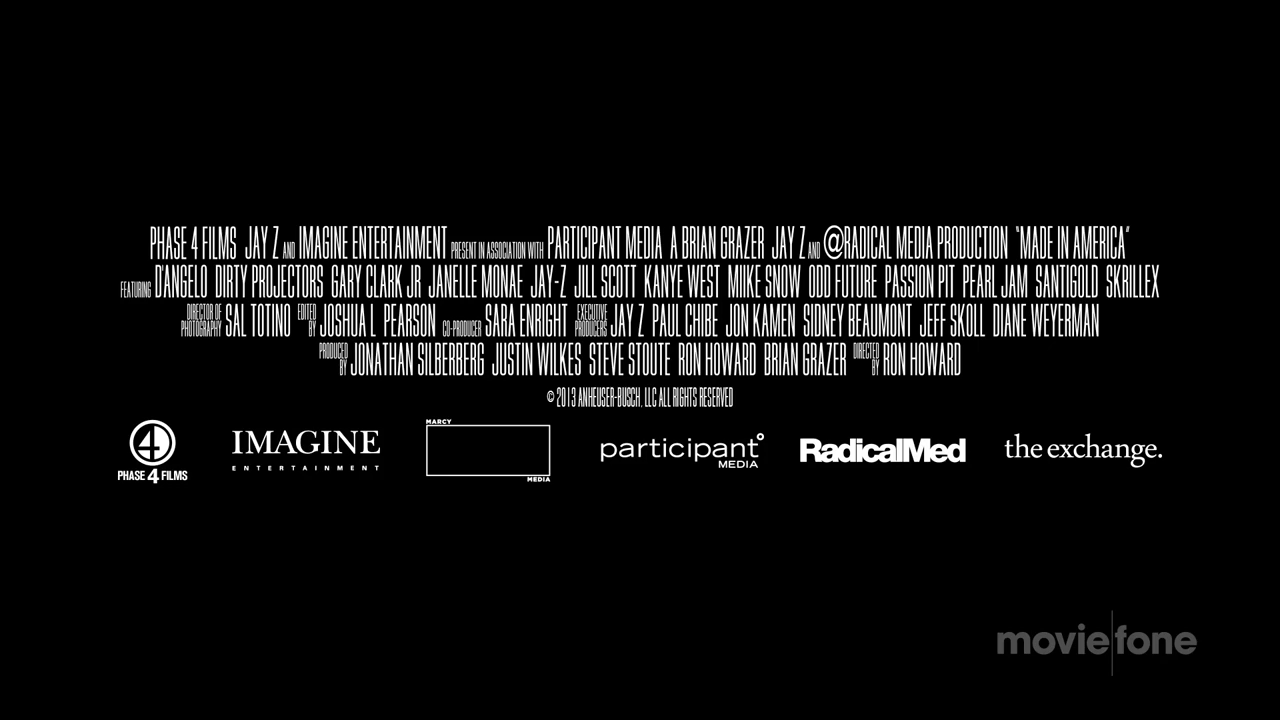 PHASE 4 FILMS JAY Z AND IMAGINE ENTERTAINMENT PRESENT IN ASSOCIATION WITH PARTICIPANT MEDIA A BRIAN GRAZER JAY Z AND @RADICAL MEDIA PRODUCTION "MADE IN AMERICA"
FEATURING D'ANGELO DIRTY PROJECTORS GARY CLARK JR JANELLE MONAE JAY-Z JILL SCOTT KANYE WEST MIIKE SNOW ODD FUTURE PASSION PIT PEARL JAM SANTIGOLD SKRILLEX
DIRECTOR OF PHOTOGRAPHY SAL TOTINO EDITED BY JOSHUA L PEARSON CO-PRODUCER SARA ENRIGHT EXECUTIVE PRODUCERS JAY Z PAUL CHIBE JON KAMEN SIDNEY BEAUMONT JEFF SKOLL DIANE WEYERMAN
PRODUCED BY JONATHAN SILBERBERG JUSTIN WILKES STEVE STOUTE RON HOWARD BRIAN GRAZER DIRECTED BY RON HOWARD
© 2013 ANHEUSER-BUSCH, LLC ALL RIGHTS RESERVED
4
PHASE 4 FILMS
IMAGINE
ENTERTAINMENT
MARCY
MEDIA
participant
MEDIA
RadicalMed
the exchange.
moviefone